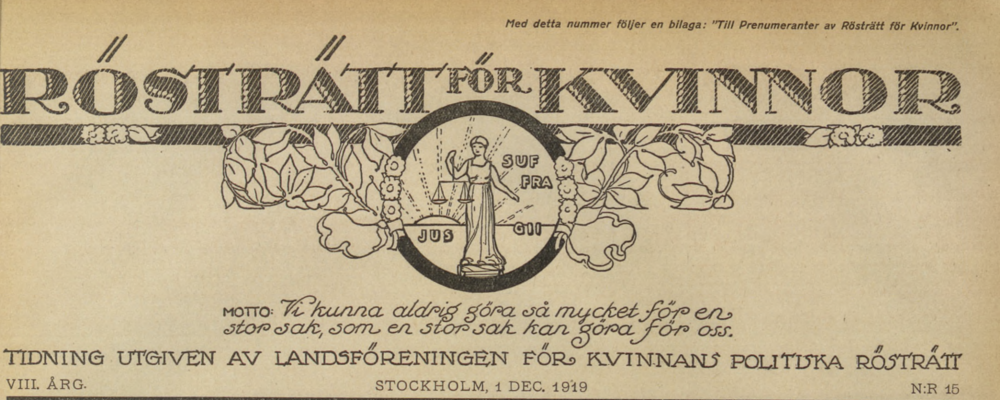 Med detta nummer följer en bilaga: "Till Prenumeranter av Rösträtt för Kvinnor".
RÖSTRÄTT FÖR KVINNOR
SUF
FRA
JUS GII
MOTTO: Vi kunna aldrig göra så mycket för en
stor sak, som en stor sak kan göra för oss.
TIDNING UTGIVEN AV LANDSFÖRENINGEN FÖR KVINNANS POLITISKA RÖSTRÄTT
VIII. ÅRG. STOCKHOLM, 1 DEC. 1919 N:R 15